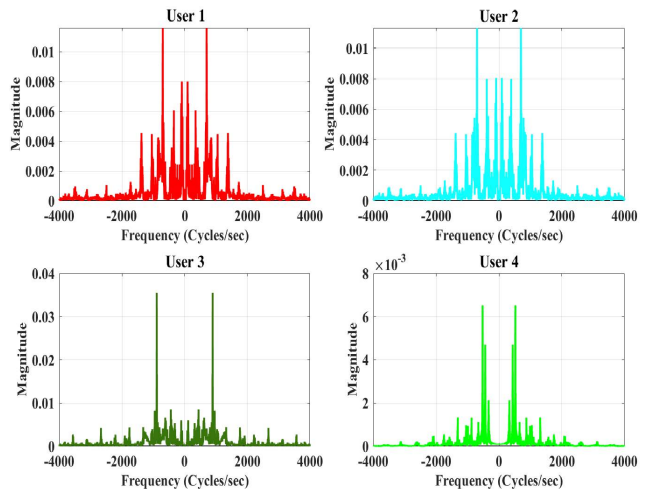 User 1
0.01
0.008
0.006
0.004
0.002
0
Magnitude
-4000 -2000 0 2000 4000
Frequency (Cycles/sec)
User 2
0.01
0.008
0.006
0.004
0.002
0
Magnitude
-4000 -2000 0 2000 4000
Frequency (Cycles/sec)
User 3
0.04
0.03
0.02
0.01
0
Magnitude
-4000 -2000 0 2000 4000
Frequency (Cycles/sec)
×10⁻³ User 4
8
6
4
2
0
Magnitude
-4000 -2000 0 2000 4000
Frequency (Cycles/sec)